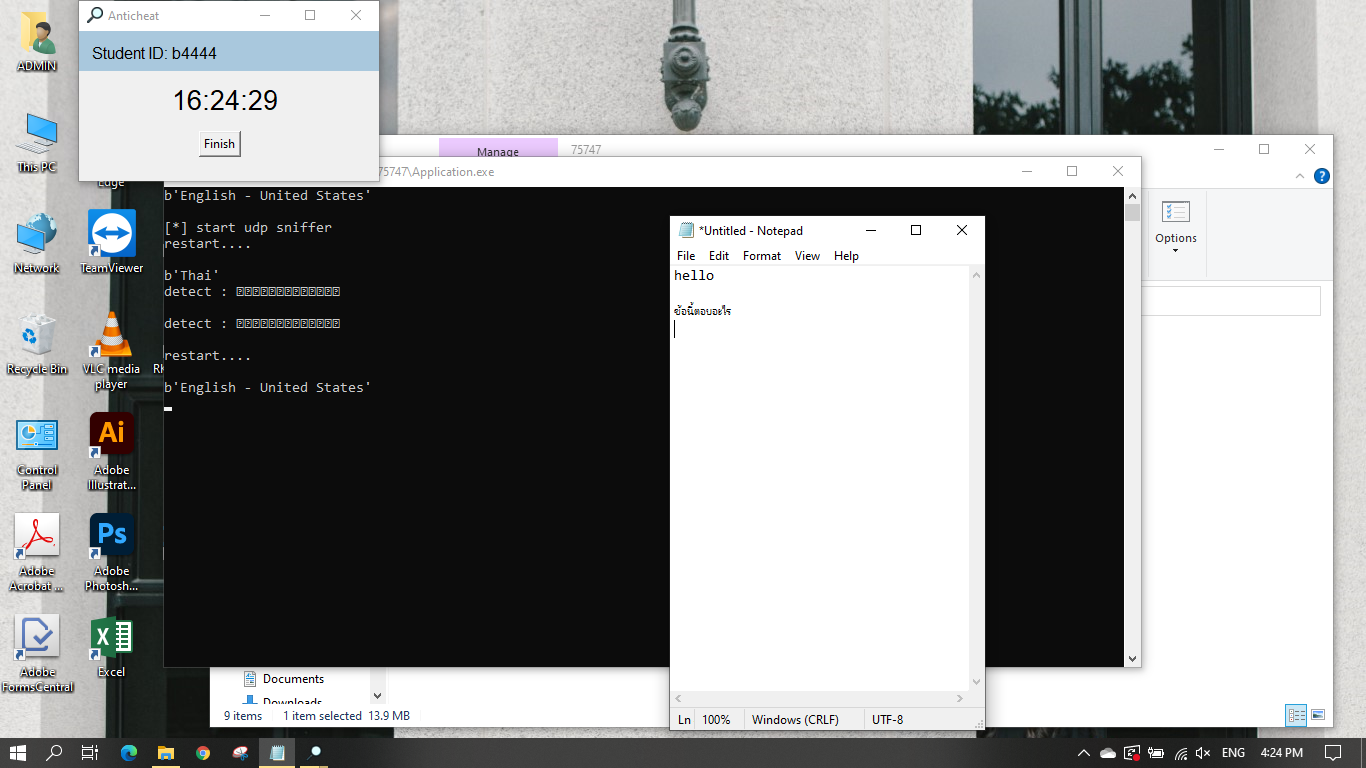 Anticheat
Student ID: b4444
16:24:29
Finish
ADMIN
This PC
Edge
Network
TeamViewer
Recycle Bin
VLC media player
Control Panel
Adobe Illustrat...
Adobe Acrobat ...
Adobe Photosh...
Adobe FormsCentral
Excel
Manage
75747
75747\Application.exe
b'English - United States'
[*] start udp sniffer
restart....
b'Thai'
detect :
detect :
restart....
b'English - United States'
*Untitled - Notepad
File Edit Format View Help
hello
ข้อนี้ตอบอะไร
Ln 100% Windows (CRLF) UTF-8
Options
Documents
Downloads
9 items 1 item selected 13.9 MB
ENG 4:24 PM